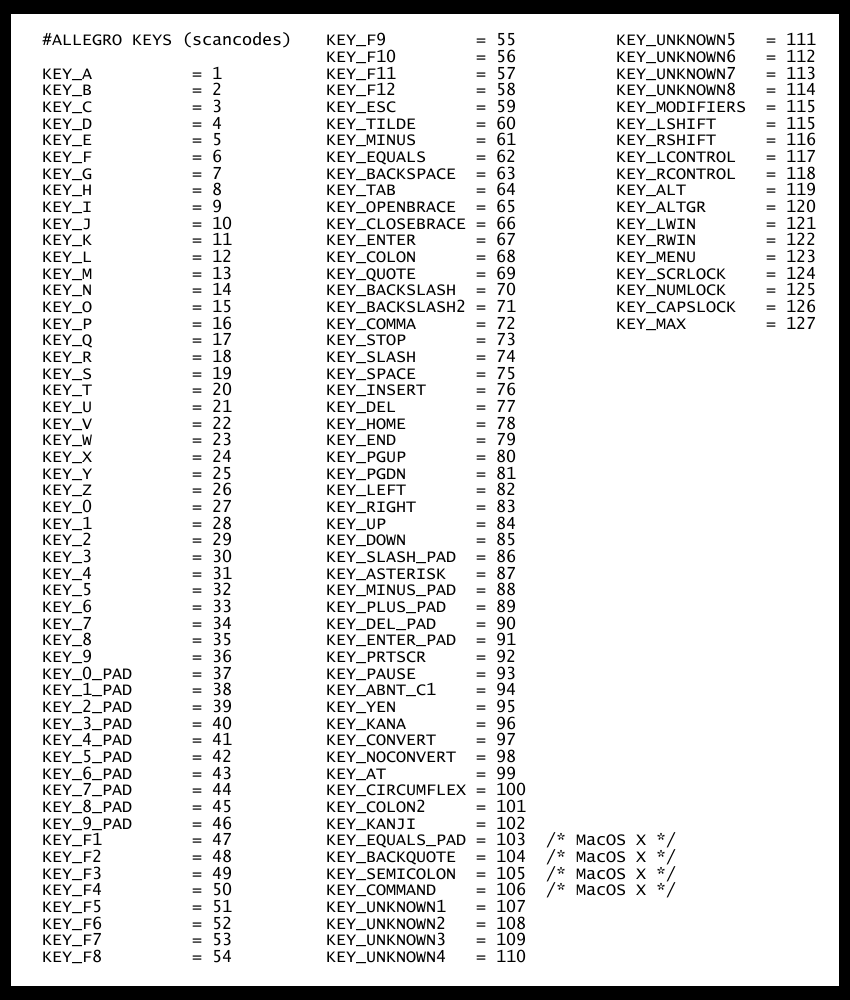 #ALLEGRO KEYS (scancodes)
KEY_A = 1
KEY_B = 2
KEY_C = 3
KEY_D = 4
KEY_E = 5
KEY_F = 6
KEY_G = 7
KEY_H = 8
KEY_I = 9
KEY_J = 10
KEY_K = 11
KEY_L = 12
KEY_M = 13
KEY_N = 14
KEY_O = 15
KEY_P = 16
KEY_Q = 17
KEY_R = 18
KEY_S = 19
KEY_T = 20
KEY_U = 21
KEY_V = 22
KEY_W = 23
KEY_X = 24
KEY_Y = 25
KEY_Z = 26
KEY_0 = 27
KEY_1 = 28
KEY_2 = 29
KEY_3 = 30
KEY_4 = 31
KEY_5 = 32
KEY_6 = 33
KEY_7 = 34
KEY_8 = 35
KEY_9 = 36
KEY_0_PAD = 37
KEY_1_PAD = 38
KEY_2_PAD = 39
KEY_3_PAD = 40
KEY_4_PAD = 41
KEY_5_PAD = 42
KEY_6_PAD = 43
KEY_7_PAD = 44
KEY_8_PAD = 45
KEY_9_PAD = 46
KEY_F1 = 47
KEY_F2 = 48
KEY_F3 = 49
KEY_F4 = 50
KEY_F5 = 51
KEY_F6 = 52
KEY_F7 = 53
KEY_F8 = 54
KEY_F9 = 55
KEY_F10 = 56
KEY_F11 = 57
KEY_F12 = 58
KEY_ESC = 59
KEY_TILDE = 60
KEY_MINUS = 61
KEY_EQUALS = 62
KEY_BACKSPACE = 63
KEY_TAB = 64
KEY_OPENBRACE = 65
KEY_CLOSEBRACE = 66
KEY_ENTER = 67
KEY_COLON = 68
KEY_QUOTE = 69
KEY_BACKSLASH = 70
KEY_BACKSLASH2 = 71
KEY_COMMA = 72
KEY_STOP = 73
KEY_SLASH = 74
KEY_SPACE = 75
KEY_INSERT = 76
KEY_DEL = 77
KEY_HOME = 78
KEY_END = 79
KEY_PGUP = 80
KEY_PGDN = 81
KEY_LEFT = 82
KEY_RIGHT = 83
KEY_UP = 84
KEY_DOWN = 85
KEY_SLASH_PAD = 86
KEY_ASTERISK = 87
KEY_MINUS_PAD = 88
KEY_PLUS_PAD = 89
KEY_DEL_PAD = 90
KEY_ENTER_PAD = 91
KEY_PRTSCR = 92
KEY_PAUSE = 93
KEY_ABNT_C1 = 94
KEY_YEN = 95
KEY_KANA = 96
KEY_CONVERT = 97
KEY_NOCONVERT = 98
KEY_AT = 99
KEY_CIRCUMFLEX = 100
KEY_COLON2 = 101
KEY_KANJI = 102
KEY_EQUALS_PAD = 103 /* MacOS X */
KEY_BACKQUOTE = 104 /* MacOS X */
KEY_SEMICOLON = 105 /* MacOS X */
KEY_COMMAND = 106 /* MacOS X */
KEY_UNKNOWN1 = 107
KEY_UNKNOWN2 = 108
KEY_UNKNOWN3 = 109
KEY_UNKNOWN4 = 110
KEY_UNKNOWN5 = 111
KEY_UNKNOWN6 = 112
KEY_UNKNOWN7 = 113
KEY_UNKNOWN8 = 114
KEY_MODIFIERS = 115
KEY_LSHIFT = 115
KEY_RSHIFT = 116
KEY_LCONTROL = 117
KEY_RCONTROL = 118
KEY_ALT = 119
KEY_ALTGR = 120
KEY_LWIN = 121
KEY_RWIN = 122
KEY_MENU = 123
KEY_SCRLOCK = 124
KEY_NUMLOCK = 125
KEY_CAPSLOCK = 126
KEY_MAX = 127